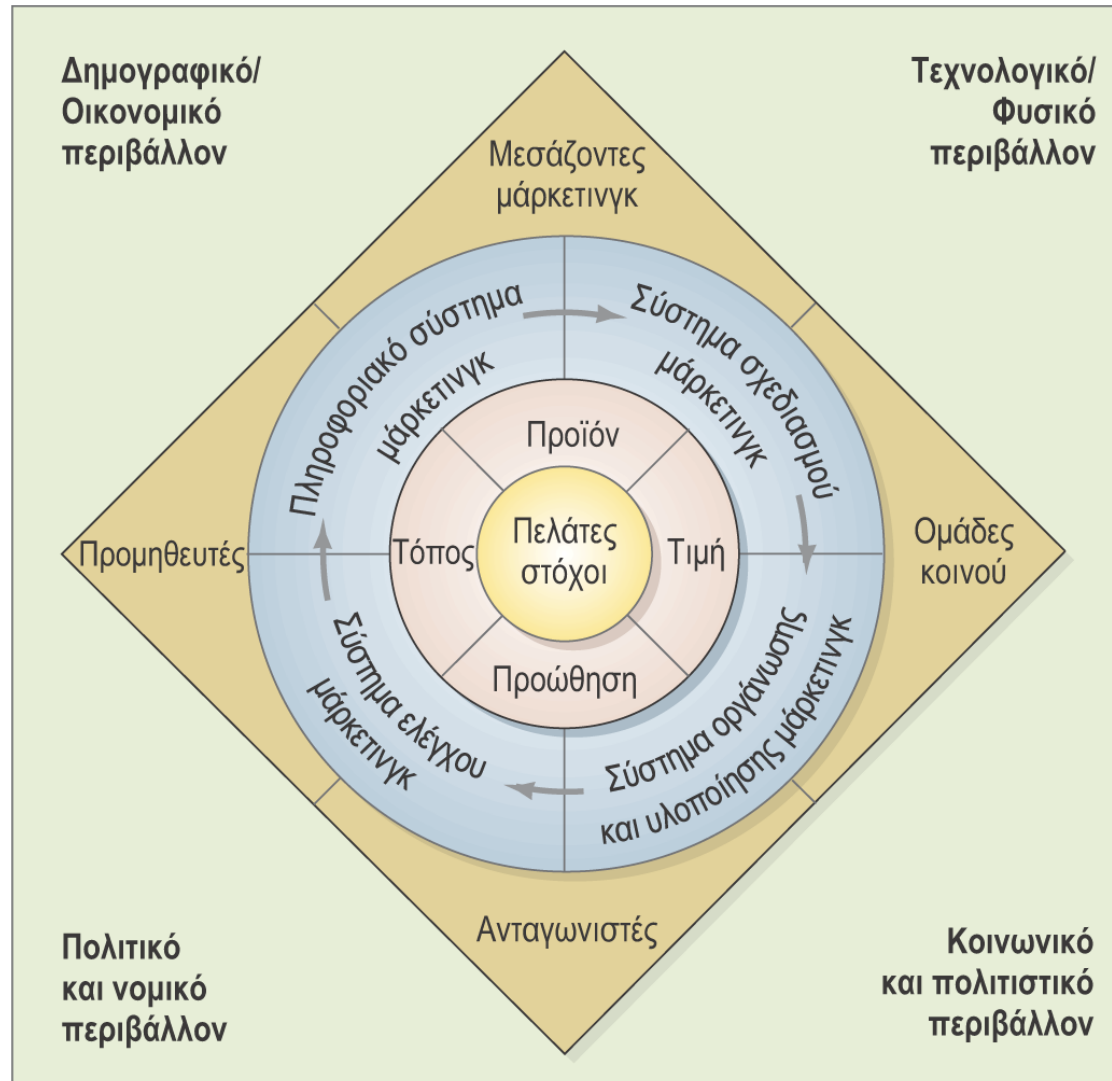 Δημογραφικό/
Οικονομικό
περιβάλλον
Τεχνολογικό/
Φυσικό
περιβάλλον
Μεσάζοντες
μάρκετινγκ
Πληροφοριακό σύστημα
μάρκετινγκ
Σύστημα σχεδιασμού
μάρκετινγκ
Προϊόν
Προμηθευτές
Τόπος
Πελάτες
στόχοι
Τιμή
Ομάδες
κοινού
Προώθηση
Σύστημα ελέγχου
μάρκετινγκ
Σύστημα οργάνωσης
και υλοποίησης μάρκετινγκ
Ανταγωνιστές
Πολιτικό
και νομικό
περιβάλλον
Κοινωνικό
και πολιτιστικό
περιβάλλον